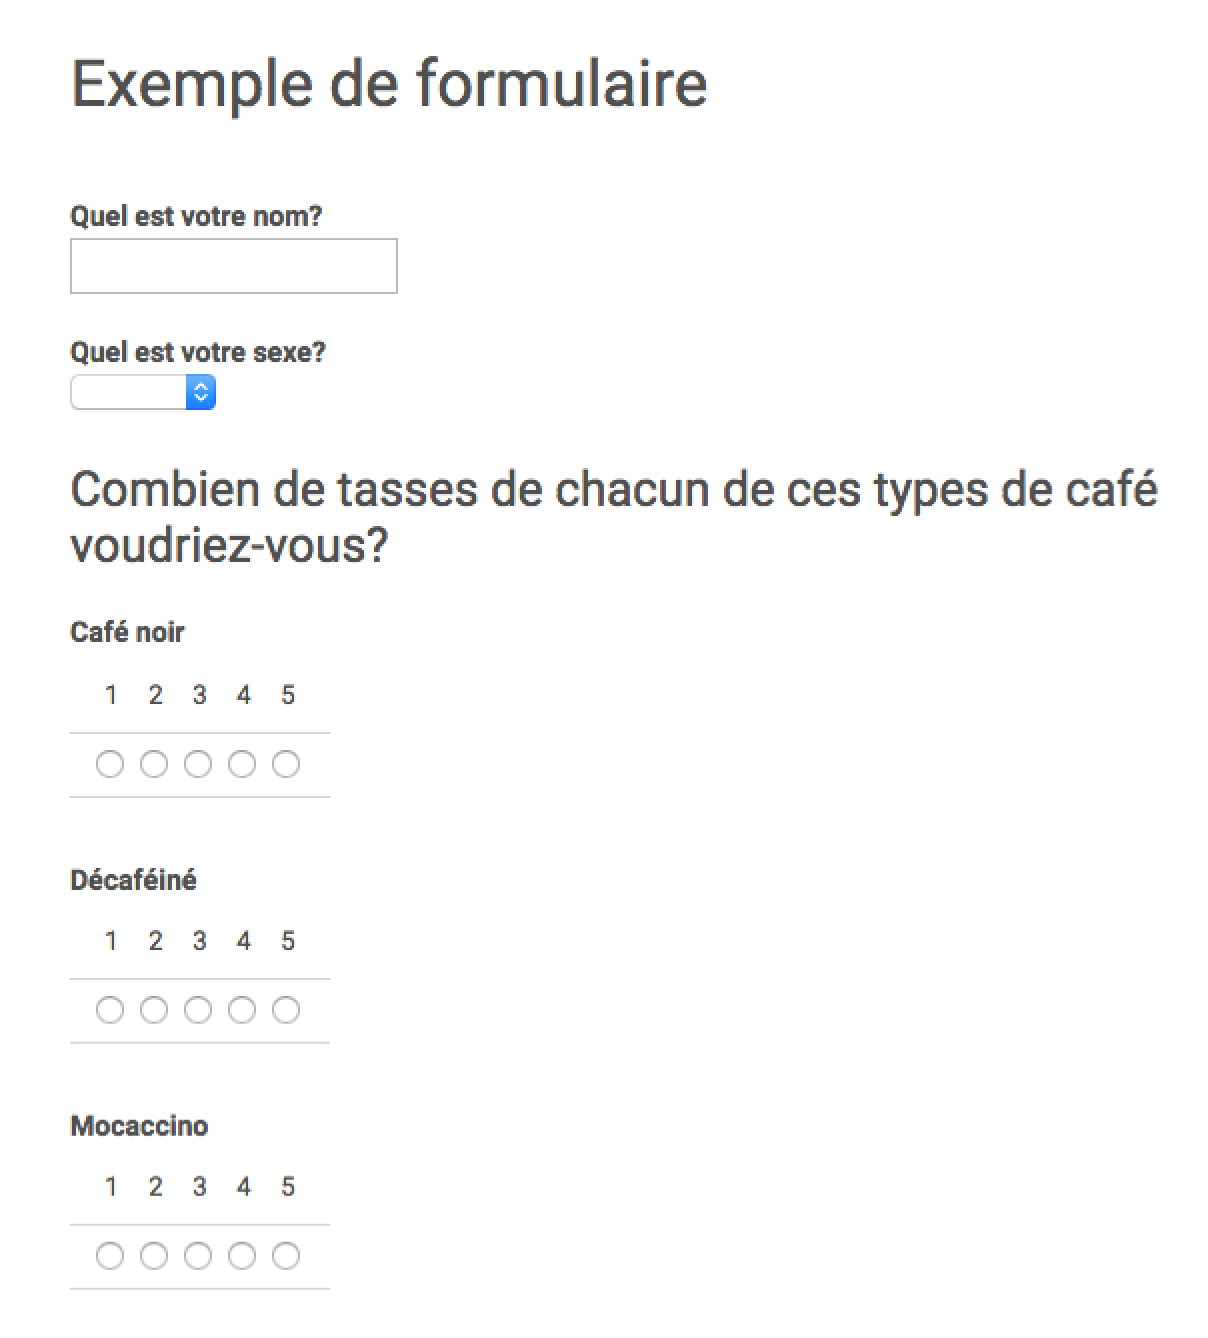 Exemple de formulaire
Quel est votre nom?
Quel est votre sexe?
Combien de tasses de chacun de ces types de café
voudriez-vous?
Café noir
1 2 3 4 5
Décaféiné
1 2 3 4 5
Mocaccino
1 2 3 4 5